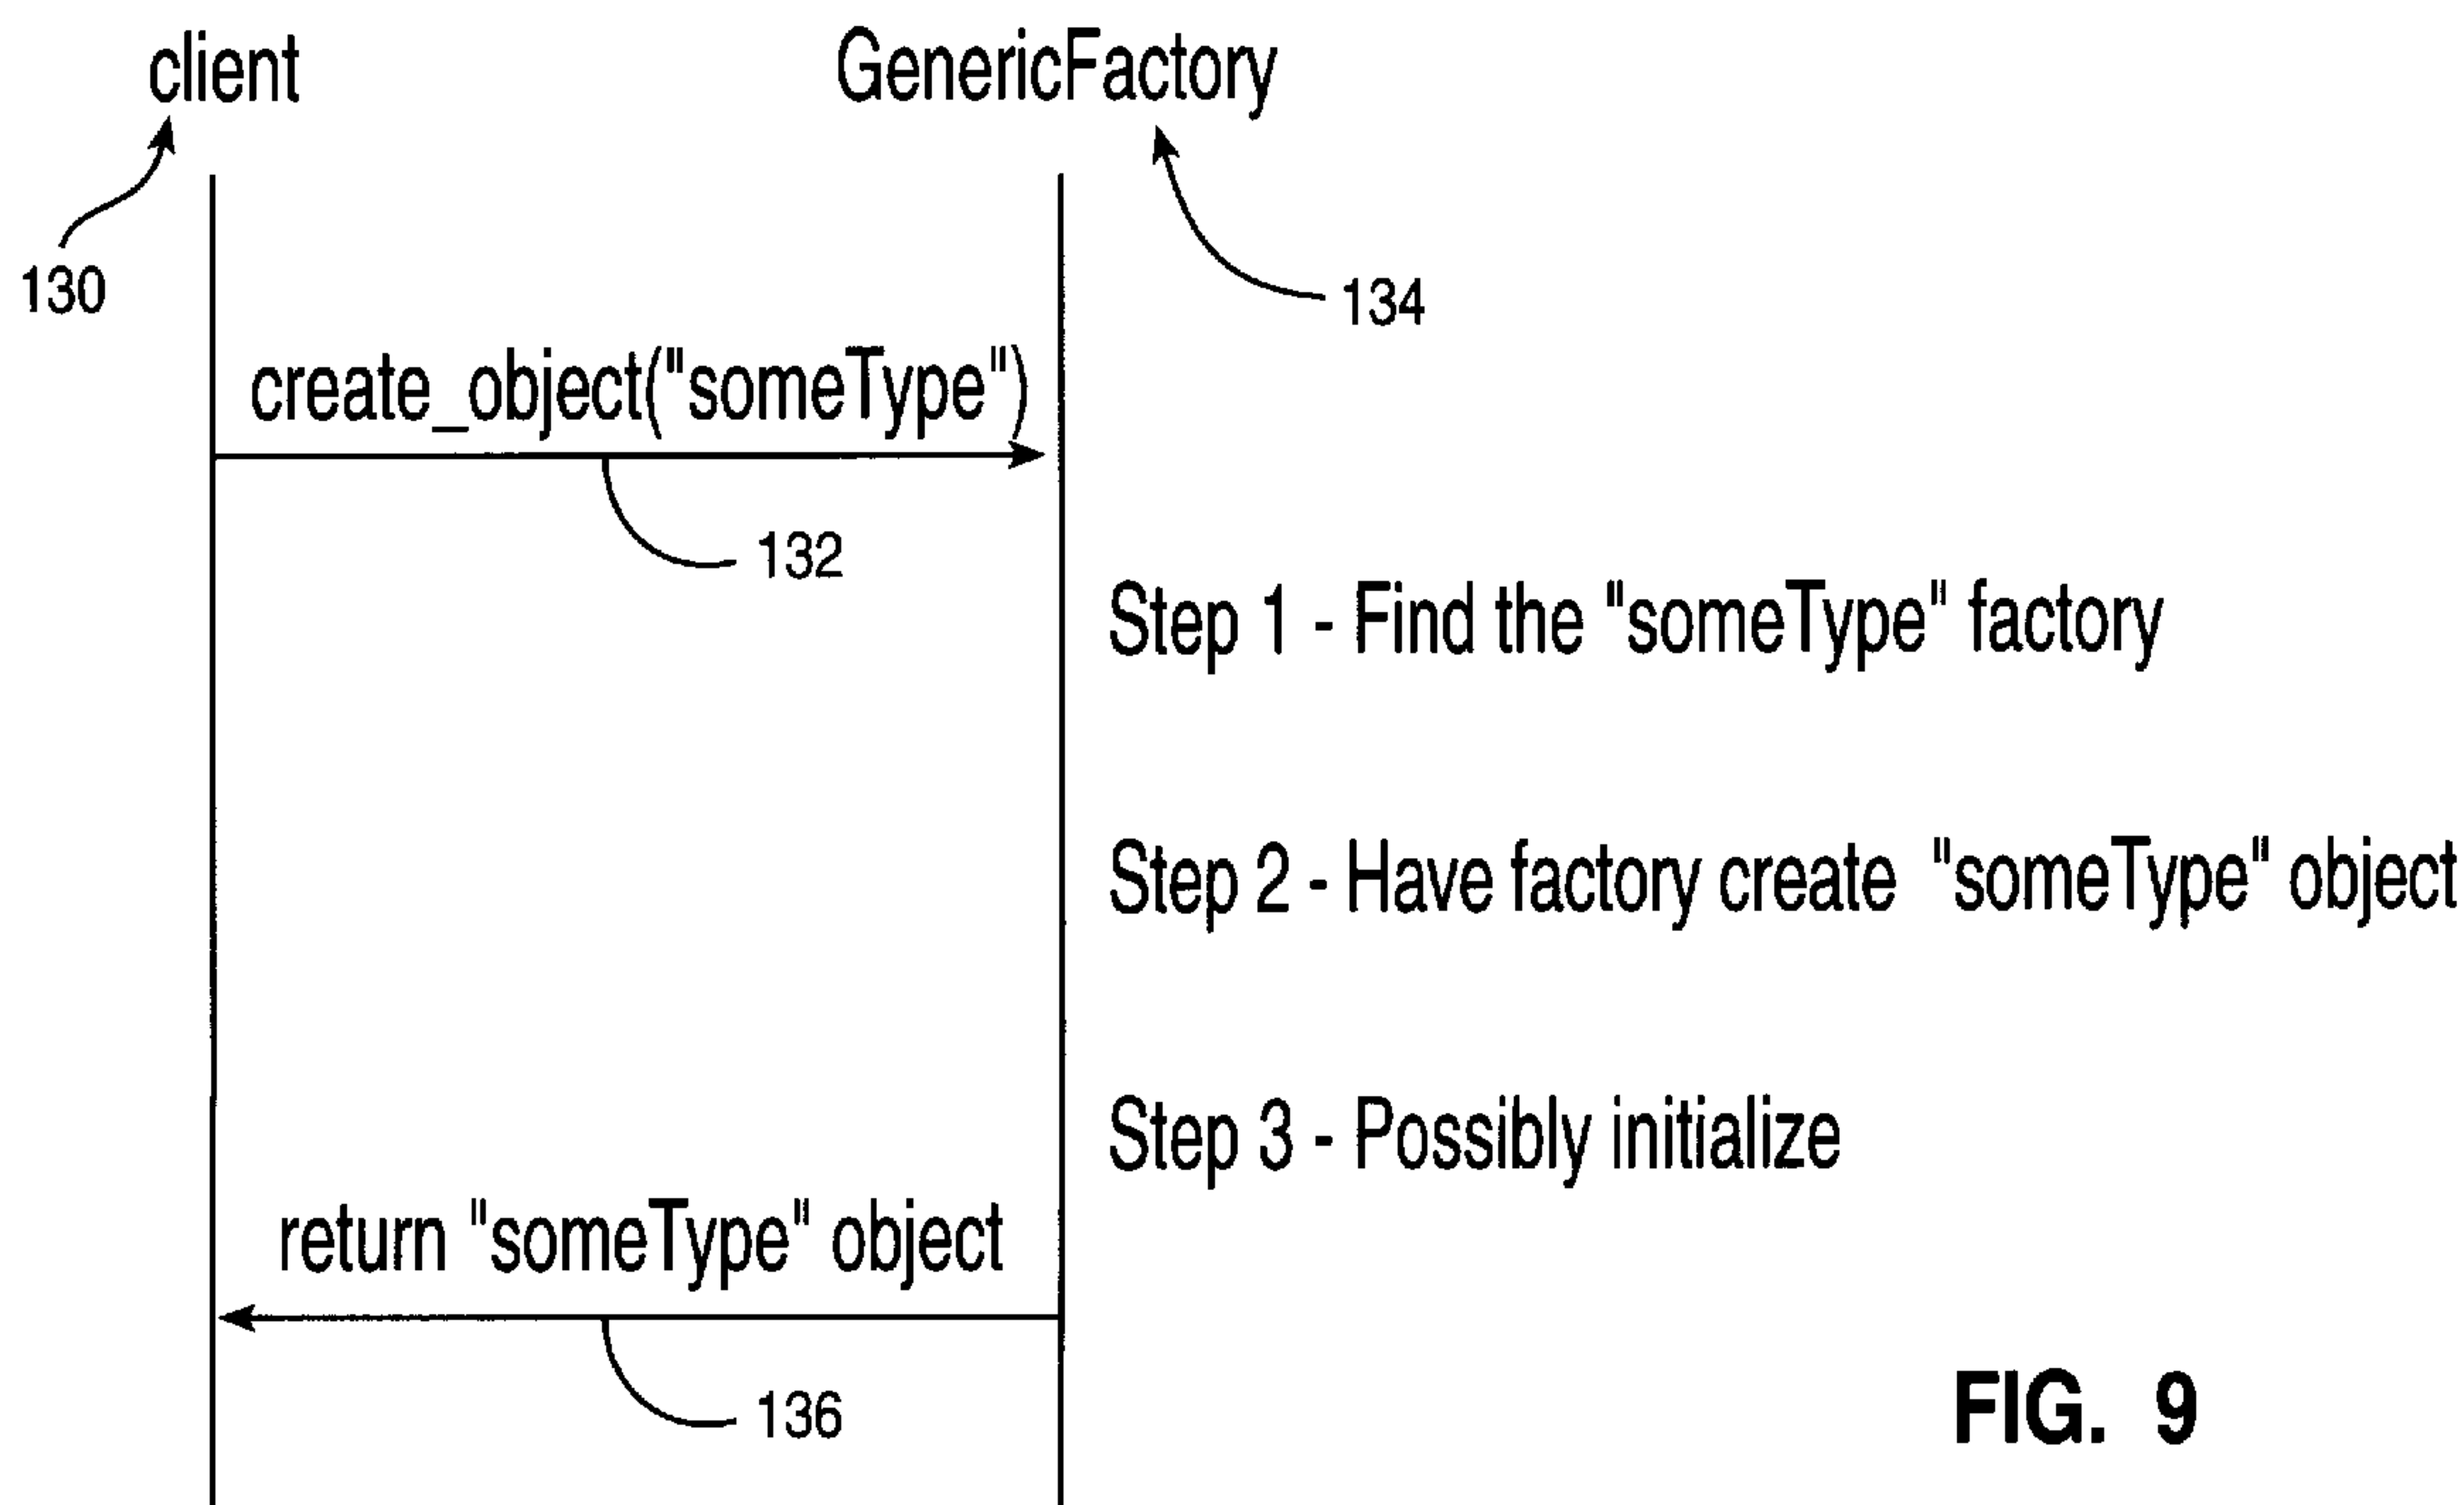 client
GenericFactory
130
134
create_object("someType")
132
Step 1 - Find the "someType" factory
Step 2 - Have factory create "someType" object
Step 3 - Possibly initialize
return "someType" object
136
FIG. 9